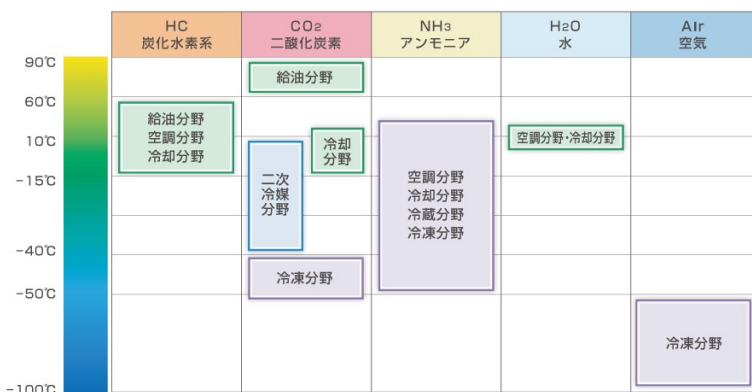 HC
炭化水素系
CO2
二酸化炭素
NH3
アンモニア
H2O
水
AIr
空気
90℃
60℃
10℃
-15℃
-40℃
-50℃
-100℃
給油分野
空調分野
冷却分野
給油分野
二次
冷媒
分野
冷却
分野
冷凍分野
空調分野
冷却分野
冷蔵分野
冷凍分野
空調分野・冷却分野
冷凍分野